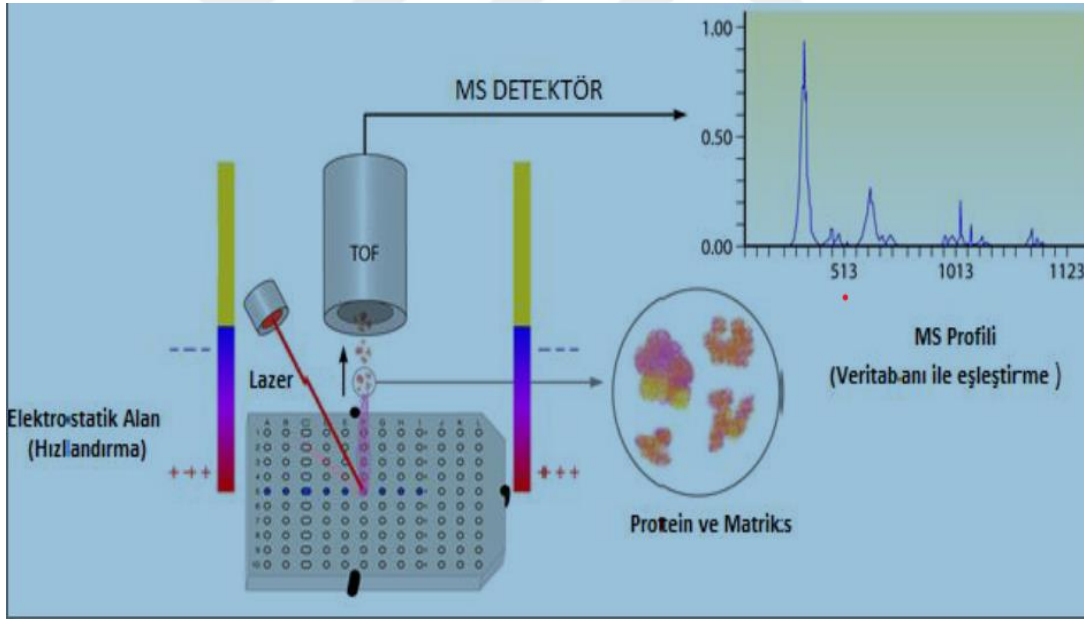 MS DETEKTÖR
1.00
0.50
0.00
513
1013
1123
TOF
Lazer
MS Profili
(Veritabanı ile eşleştirme )
Elektrostatik Alan
(Hızlandırma)
- - -
- - -
+++
+++
Protein ve Matriks